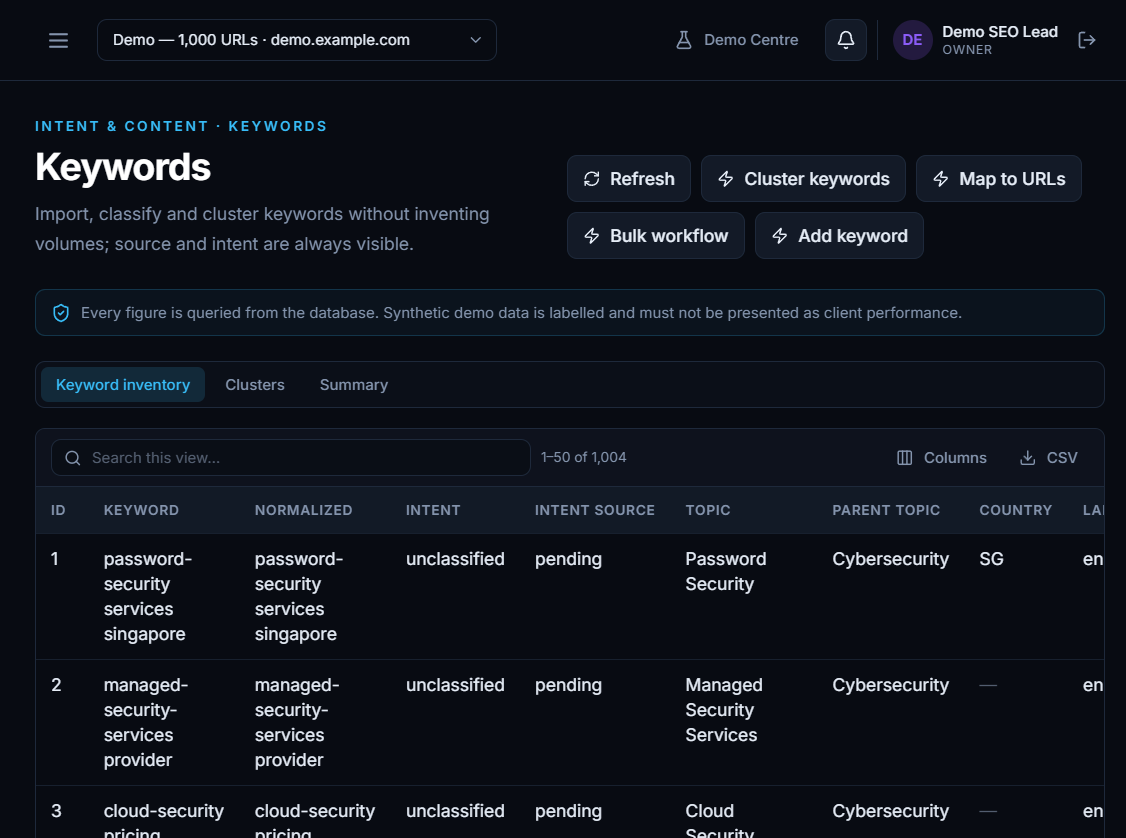 Demo — 1,000 URLs · demo.example.com
Demo Centre
DE
Demo SEO Lead
OWNER
INTENT & CONTENT · KEYWORDS
Keywords
Import, classify and cluster keywords without inventing
volumes; source and intent are always visible.
Refresh
Cluster keywords
Map to URLs
Bulk workflow
Add keyword
Every figure is queried from the database. Synthetic demo data is labelled and must not be presented as client performance.
Keyword inventory
Clusters
Summary
Search this view...
1–50 of 1,004
Columns
CSV
ID KEYWORD NORMALIZED INTENT INTENT SOURCE TOPIC PARENT TOPIC COUNTRY
1 password- password- unclassified pending Password Cybersecurity SG en
security security Security
services services
singapore singapore
2 managed- managed- unclassified pending Managed Cybersecurity — en
security- security- Security
services services Services
provider provider
3 cloud-security cloud-security unclassified pending Cloud Cybersecurity — en
pricing pricing Security